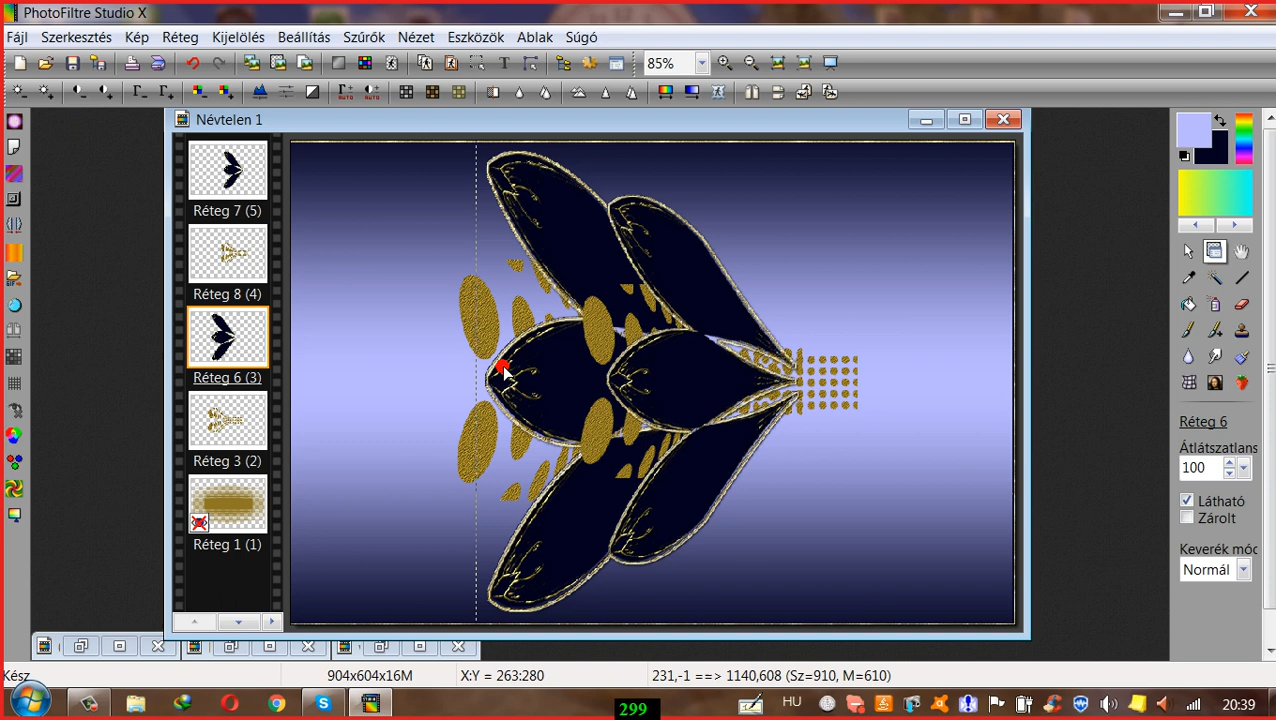 PhotoFiltre Studio X
Fájl Szerkesztés Kép Réteg Kijelölés Beállítás Szűrők Nézet Eszközök Ablak Súgó
85%
AUTO AUTO
Névtelen 1
Réteg 7 (5)
Réteg 8 (4)
Réteg 6 (3)
Réteg 3 (2)
Réteg 1 (1)
Réteg 6
Átlátszatlans
100
Látható
Zárolt
Keverék móc
Normál
Kész 904x604x16M X:Y = 263:280 231,-1 ==> 1140,608 (Sz=910, M=610)
299
HU
20:39